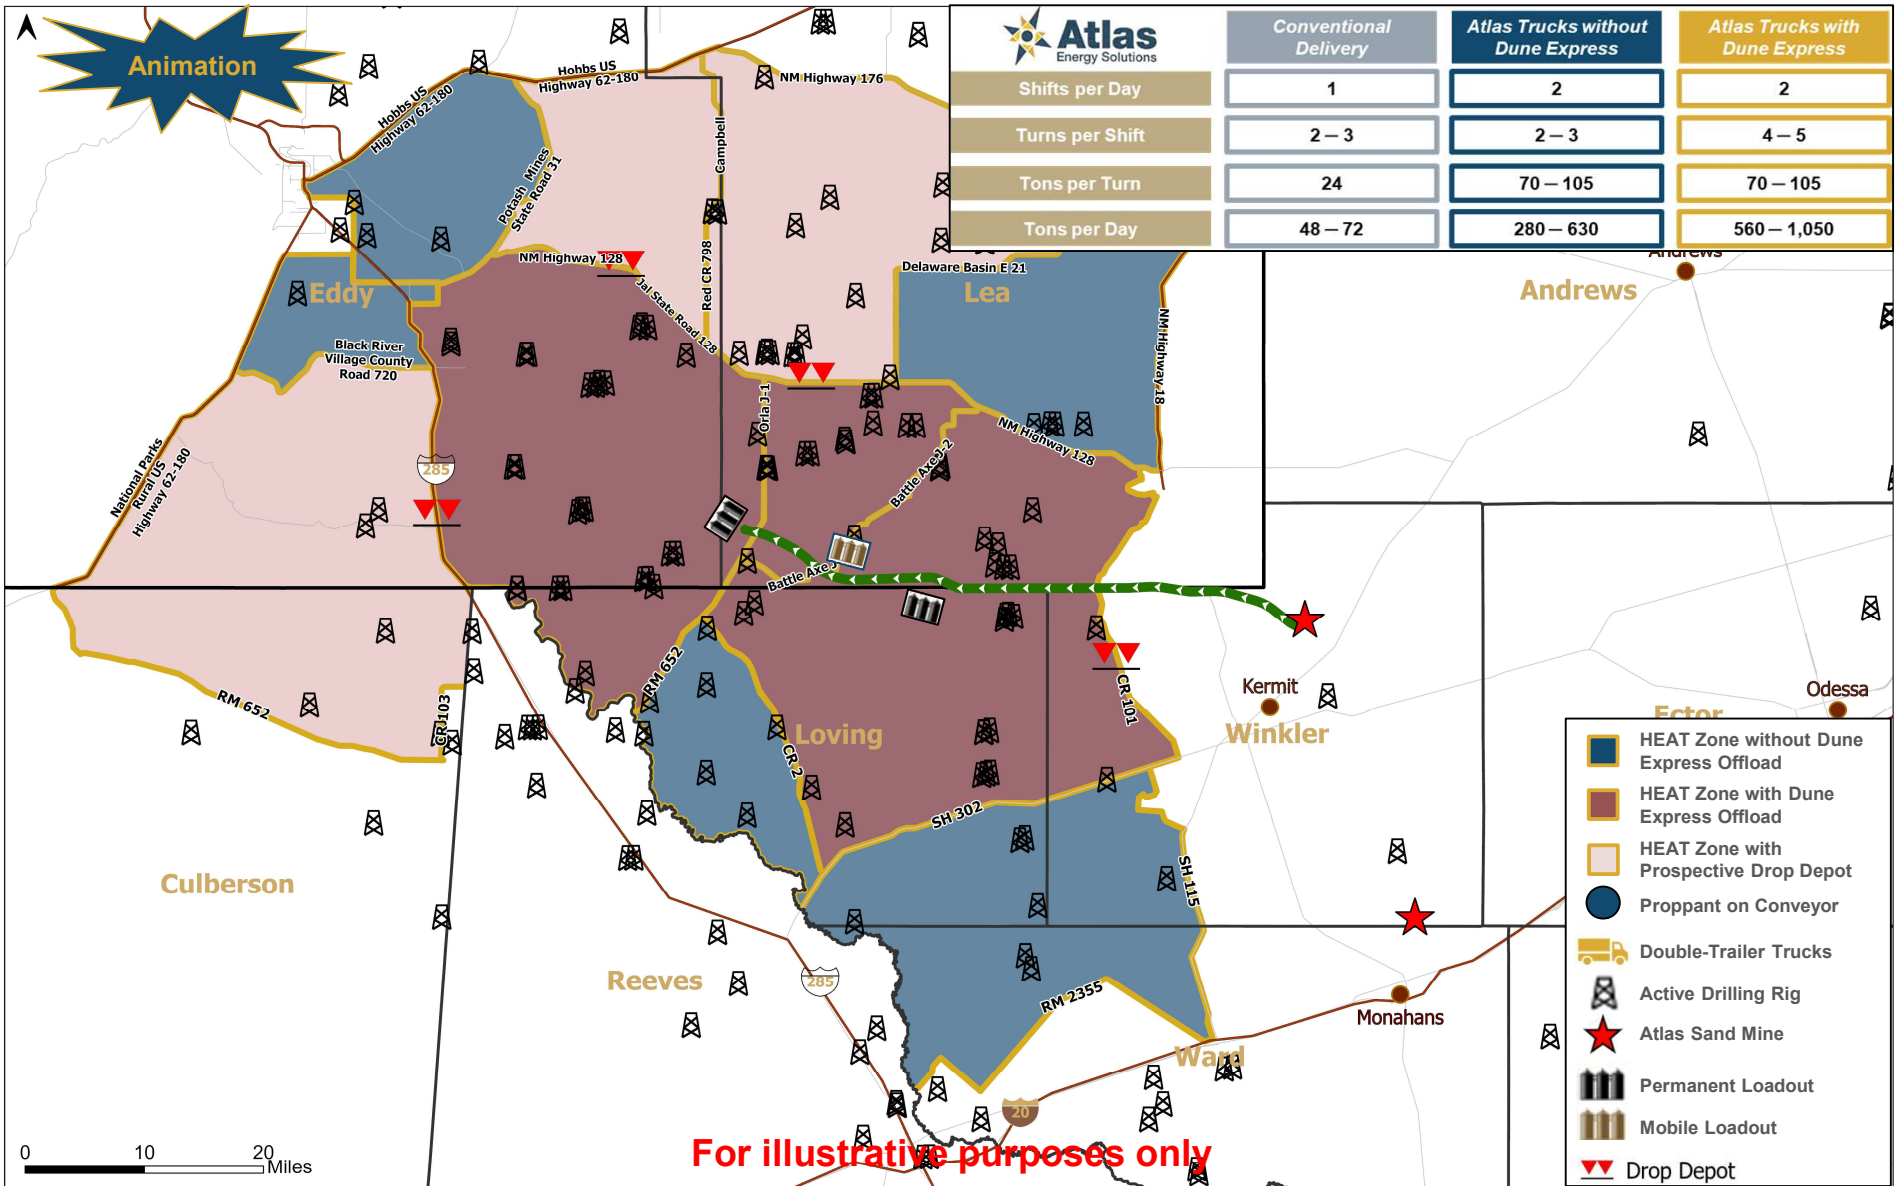 Animation
Atlas
Energy Solutions
Conventional
Delivery
Atlas Trucks without
Dune Express
Atlas Trucks with
Dune Express
Shifts per Day
1
2
2
Turns per Shift
2 – 3
2 – 3
4 – 5
Tons per Turn
24
70 – 105
70 – 105
Tons per Day
48 – 72
280 – 630
560 – 1,050
Hobbs US
Highway 62-180
Hobbs US
Highway 62-180
NM Highway 176
Campbell
Potash Mines
State Road 31
Red CR 798
NM Highway 128
Jal State Road 128
Delaware Basin E 21
Lea
Eddy
Andrews
Andrews
NM Highway 18
Black River
Village County
Road 720
Orla J-1
NM Highway 128
Battle Axe J-2
National Parks
Rural US
Highway 62-180
285
Battle Axe J
RM 652
CR 103
RM 652
CR 2
Loving
CR 101
Kermit
Winkler
Odessa
Ector
SH 302
SH 115
Culberson
Reeves
285
RM 2355
Monahans
Ward
20
HEAT Zone without Dune
Express Offload
HEAT Zone with Dune
Express Offload
HEAT Zone with
Prospective Drop Depot
Proppant on Conveyor
Double-Trailer Trucks
Active Drilling Rig
Atlas Sand Mine
Permanent Loadout
Mobile Loadout
Drop Depot
0 10 20
Miles
For illustrative purposes only